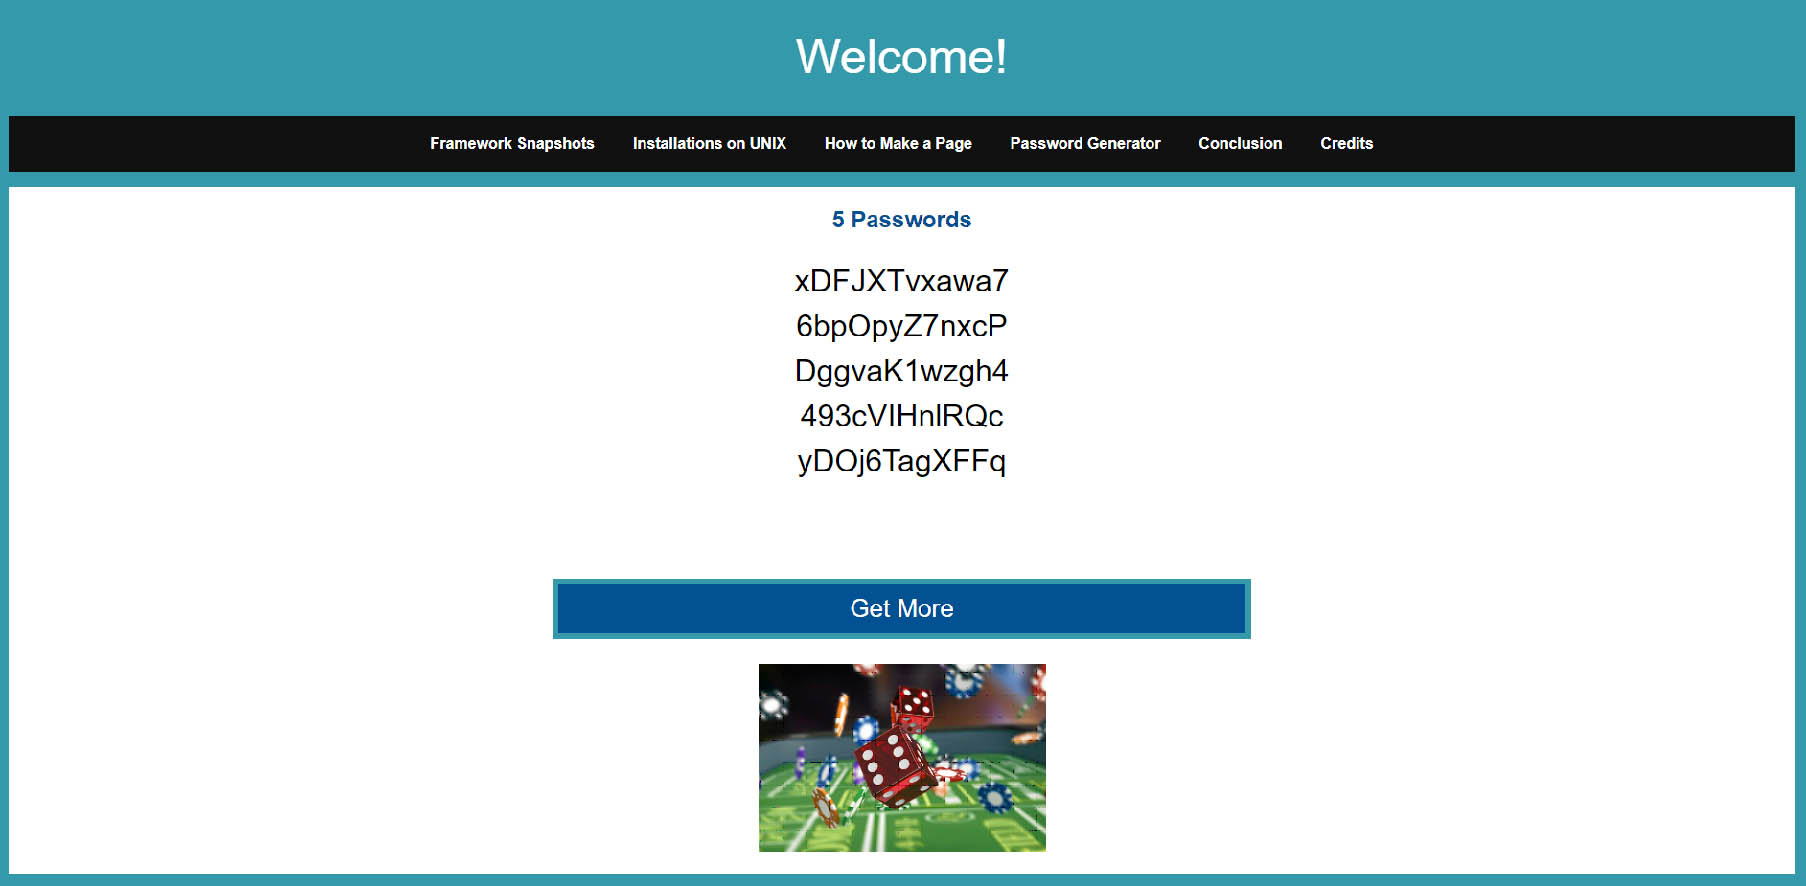 Welcome!
Framework Snapshots Installations on UNIX How to Make a Page Password Generator Conclusion Credits
5 Passwords
xDFJXTvxawa7
6bpOpyZ7nxcP
DggvaK1wzgh4
493cVIHnlRQc
yDOj6TagXFFq
Get More